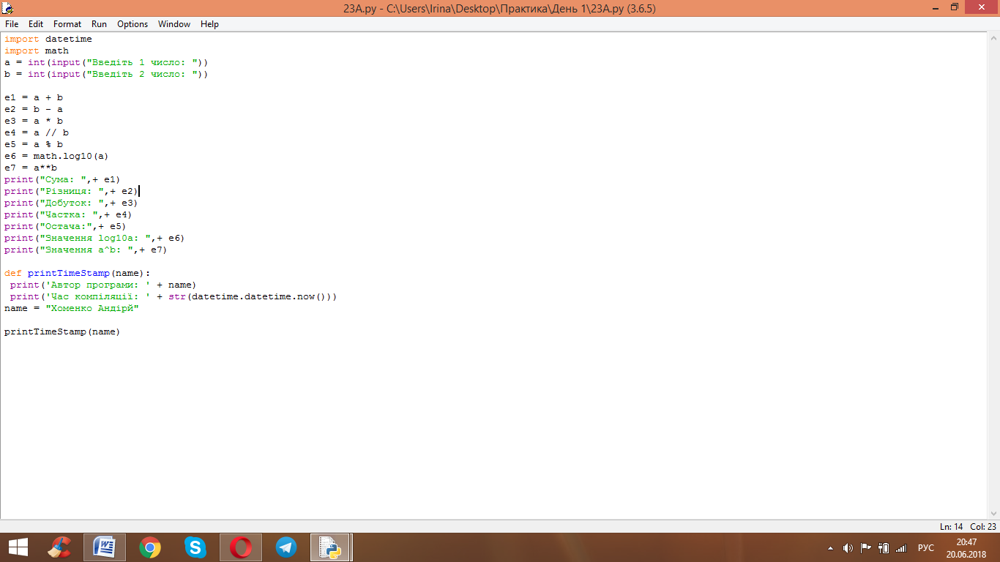 23A.py - C:\Users\Irina\Desktop\Практика\День 1\23A.py (3.6.5)
File Edit Format Run Options Window Help
import datetime
import math
a = int(input("Введіть 1 число: "))
b = int(input("Введіть 2 число: "))
e1 = a + b
e2 = b - a
e3 = a * b
e4 = a // b
e5 = a % b
e6 = math.log10(a)
e7 = a**b
print("Сума: ",+ e1)
print("Різниця: ",+ e2)
print("Добуток: ",+ e3)
print("Частка: ",+ e4)
print("Остача:",+ e5)
print("Значення log10a: ",+ e6)
print("Значення a^b: ",+ e7)
def printTimeStamp(name):
 print('Автор програми: ' + name)
 print('Час компіляції: ' + str(datetime.datetime.now()))
name = "Хоменко Андірй"
printTimeStamp(name)
Ln: 14 Col: 23
РУС
20:47
20.06.2018